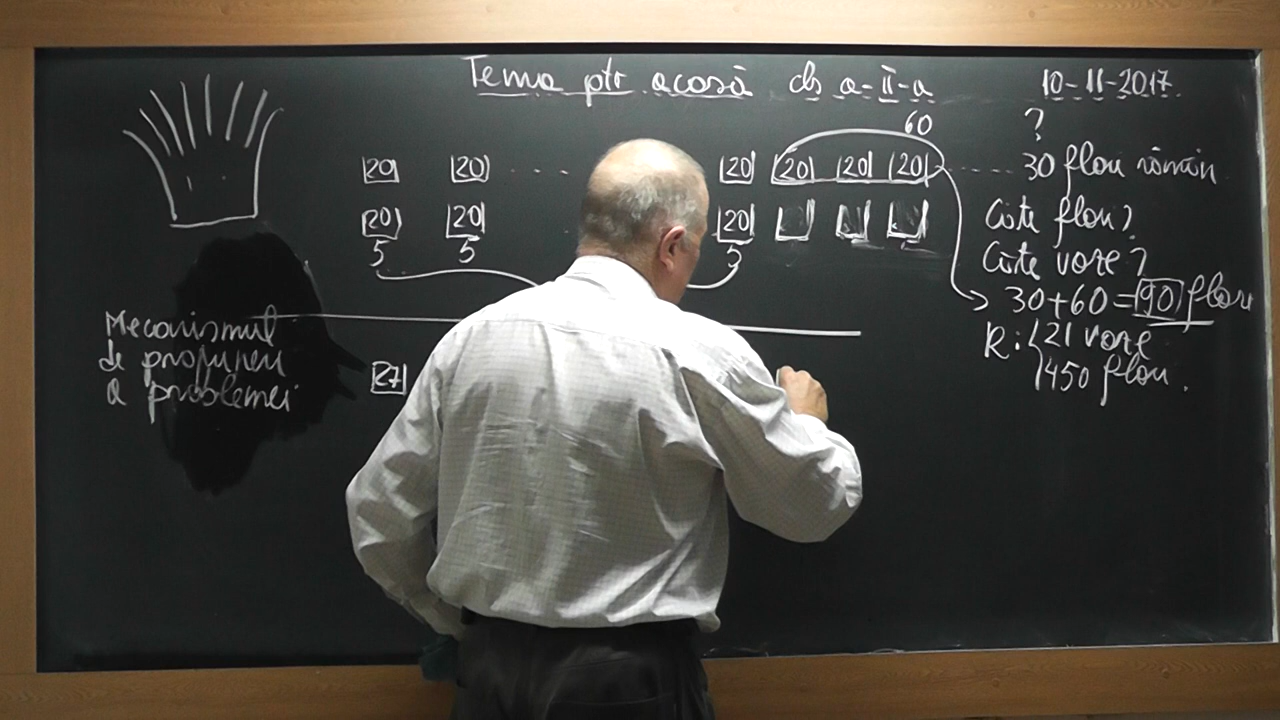 Tema ptr acasă cls a-II-a
10-11-2017.
60
?
20 20 .... 20 20 20 20 ..... 30 flori rămân
20 20 20
Câte flori?
5 5 5
Câte vaze?
30+60=90 flori
Mecanismul
de propunere
a problemei
R: 21 vaze
450 flori.
27